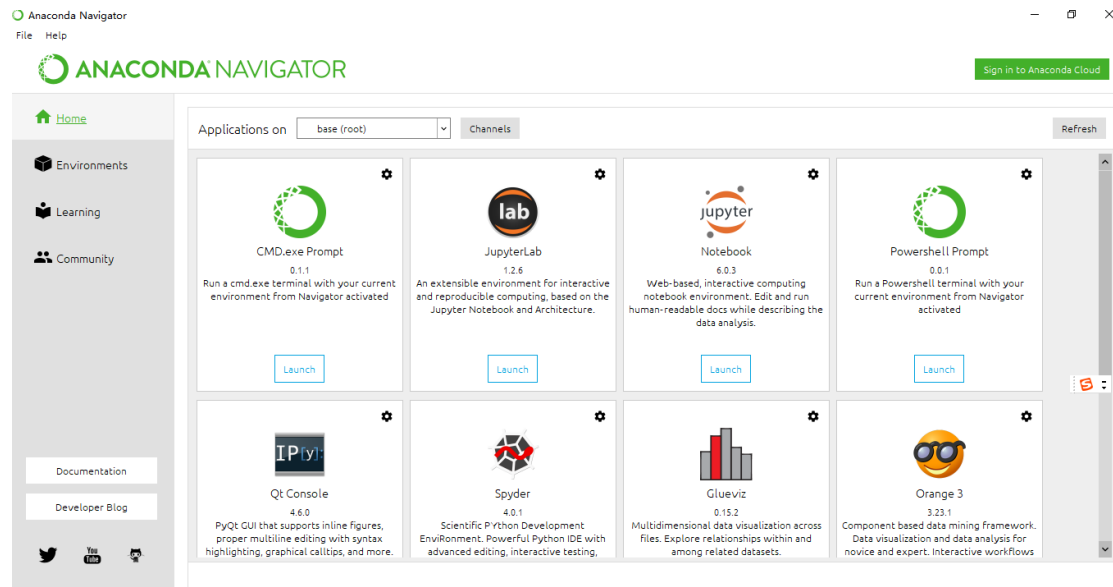 Anaconda Navigator
File Help
ANACONDA NAVIGATOR
Sign in to Anaconda Cloud
Home
Environments
Learning
Community
Documentation
Developer Blog
You
Tube
Applications on base (root) Channels
Refresh
CMD.exe Prompt
0.1.1
Run a cmd.exe terminal with your current
environment from Navigator activated
Launch
lab
JupyterLab
1.2.6
An extensible environment for interactive
and reproducible computing, based on the
Jupyter Notebook and Architecture.
Launch
jupyter
Notebook
6.0.3
Web-based, interactive computing
notebook environment. Edit and run
human-readable docs while describing the
data analysis.
Launch
Powershell Prompt
0.0.1
Run a Powershell terminal with your
current environment from Navigator
activated
Launch
IP[y]:
Qt Console
4.6.0
PyQt GUI that supports inline figures,
proper multiline editing with syntax
highlighting, graphical calltips, and more.
Spyder
4.0.1
Scientific PYthon Development
EnviRonment. Powerful Python IDE with
advanced editing, interactive testing,
Glueviz
0.15.2
Multidimensional data visualization across
files. Explore relationships within and
among related datasets.
Orange 3
3.23.1
Component based data mining framework.
Data visualization and data analysis for
novice and expert. Interactive workflows
S